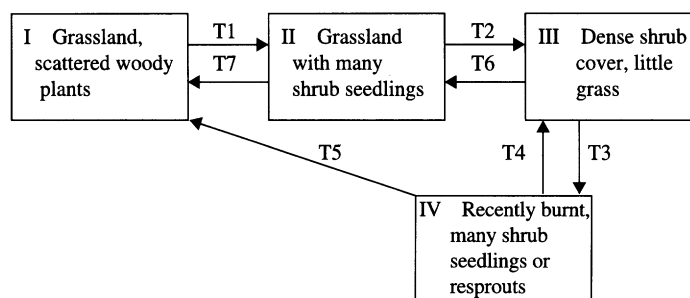 I Grassland,
scattered woody
plants
T1
T7
II Grassland
with many
shrub seedlings
T2
T6
III Dense shrub
cover, little
grass
T5
T4
T3
IV Recently burnt,
many shrub
seedlings or
resprouts